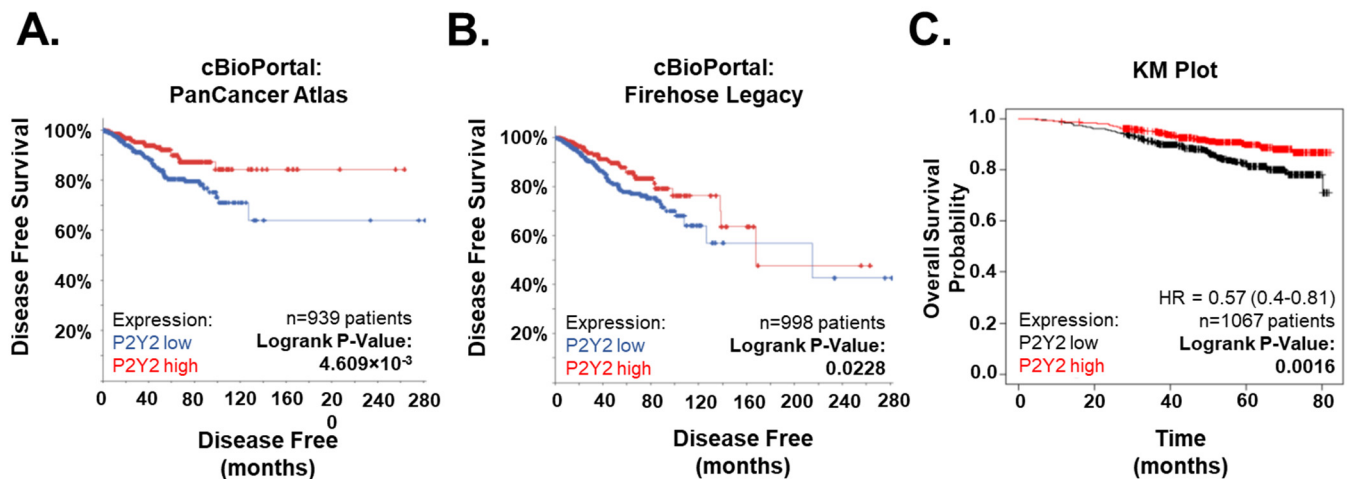 A.
cBioPortal:
PanCancer Atlas
Disease Free Survival
100%
80%
60%
40%
20%
Expression:
P2Y2 low
P2Y2 high
n=939 patients
Logrank P-Value:
4.609×10⁻³
0 40 80 120 160 20 240 280
0
Disease Free
(months)
B.
cBioPortal:
Firehose Legacy
Disease Free Survival
100%
80%
60%
40%
20%
Expression:
P2Y2 low
P2Y2 high
n=998 patients
Logrank P-Value:
0.0228
0 40 80 120 160 200 240 280
Disease Free
(months)
C.
KM Plot
Overall Survival
Probability
1.0
0.8
0.6
0.4
0.2
0.0
HR = 0.57 (0.4-0.81)
Expression:
P2Y2 low
P2Y2 high
n=1067 patients
Logrank P-Value:
0.0016
0 20 40 60 80
Time
(months)